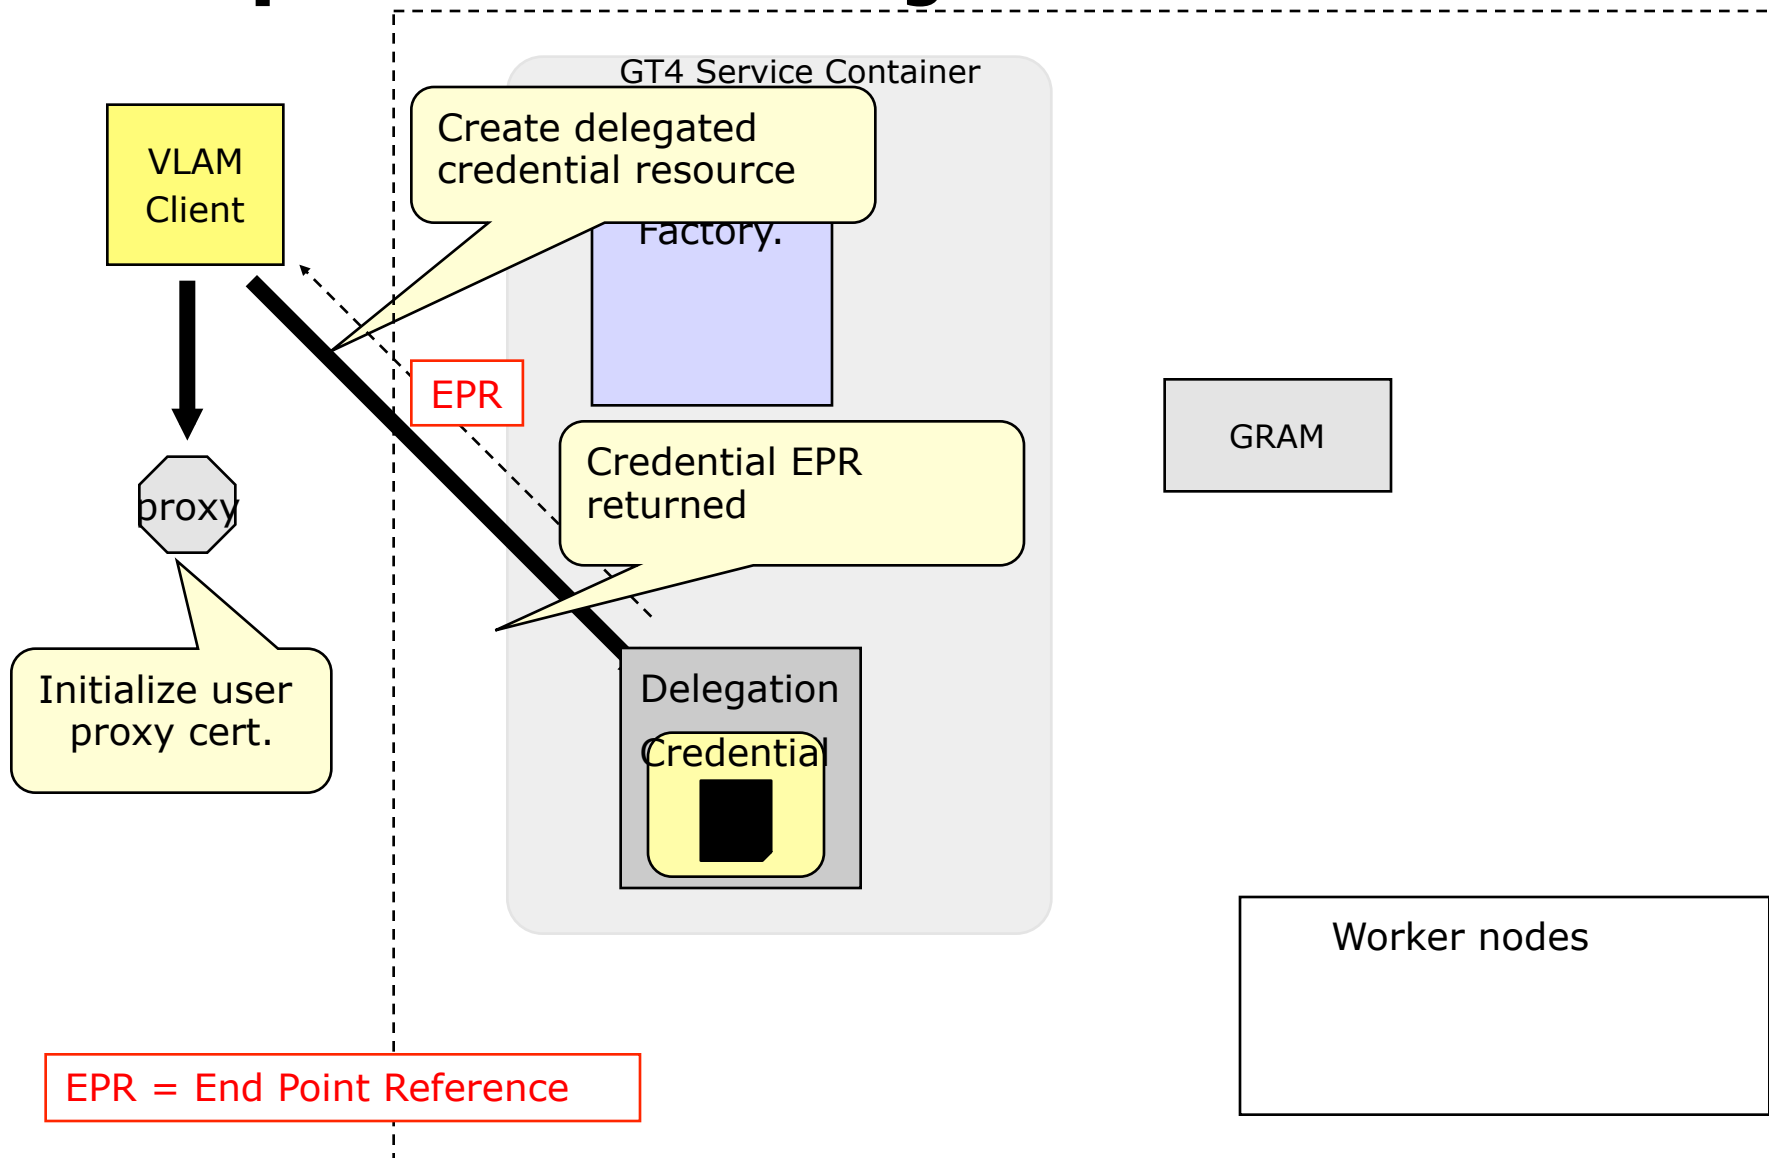 GT4 Service Container
VLAM
Client
Create delegated
credential resource
Factory.
EPR
GRAM
Credential EPR
returned
proxy
Initialize user
proxy cert.
Delegation
Credential
Worker nodes
EPR = End Point Reference